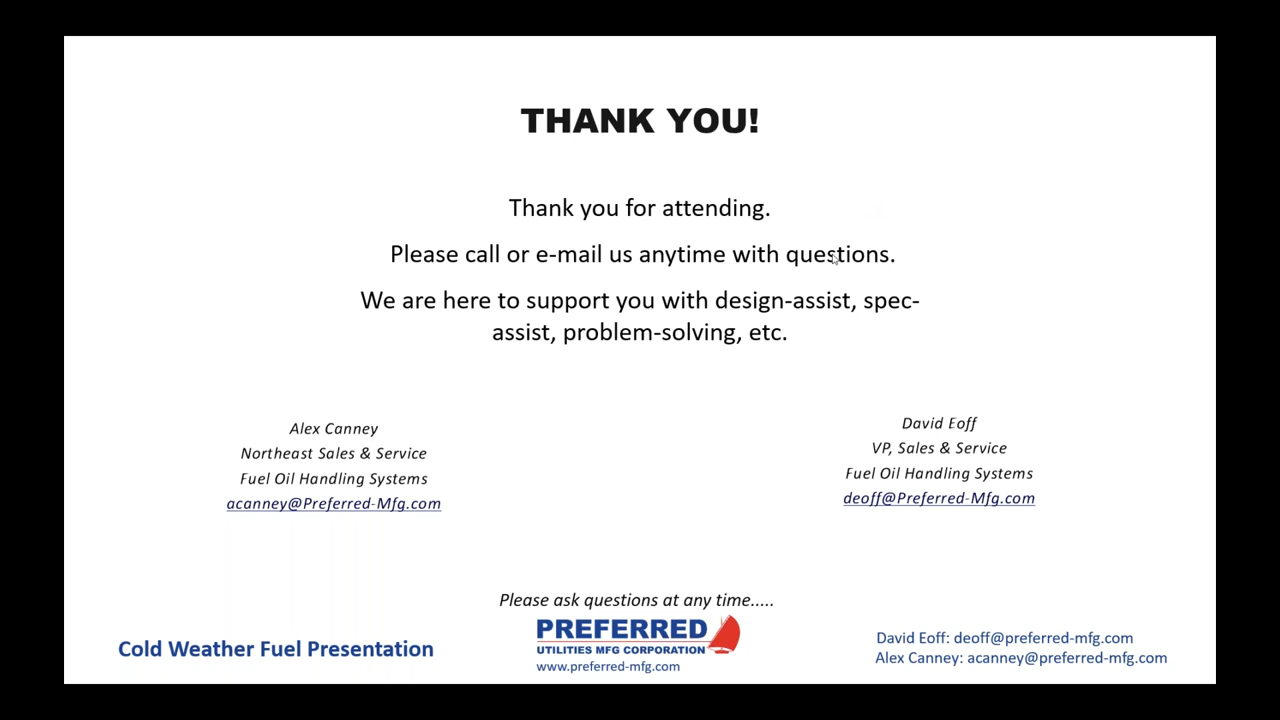 THANK YOU!
Thank you for attending.
Please call or e-mail us anytime with questions.
We are here to support you with design-assist, spec-
assist, problem-solving, etc.
Alex Canney
Northeast Sales & Service
Fuel Oil Handling Systems
acanney@Preferred-Mfg.com
David Eoff
VP, Sales & Service
Fuel Oil Handling Systems
deoff@Preferred-Mfg.com
Please ask questions at any time.....
Cold Weather Fuel Presentation
PREFERRED
UTILITIES MFG CORPORATION
www.preferred-mfg.com
David Eoff: deoff@preferred-mfg.com
Alex Canney: acanney@preferred-mfg.com